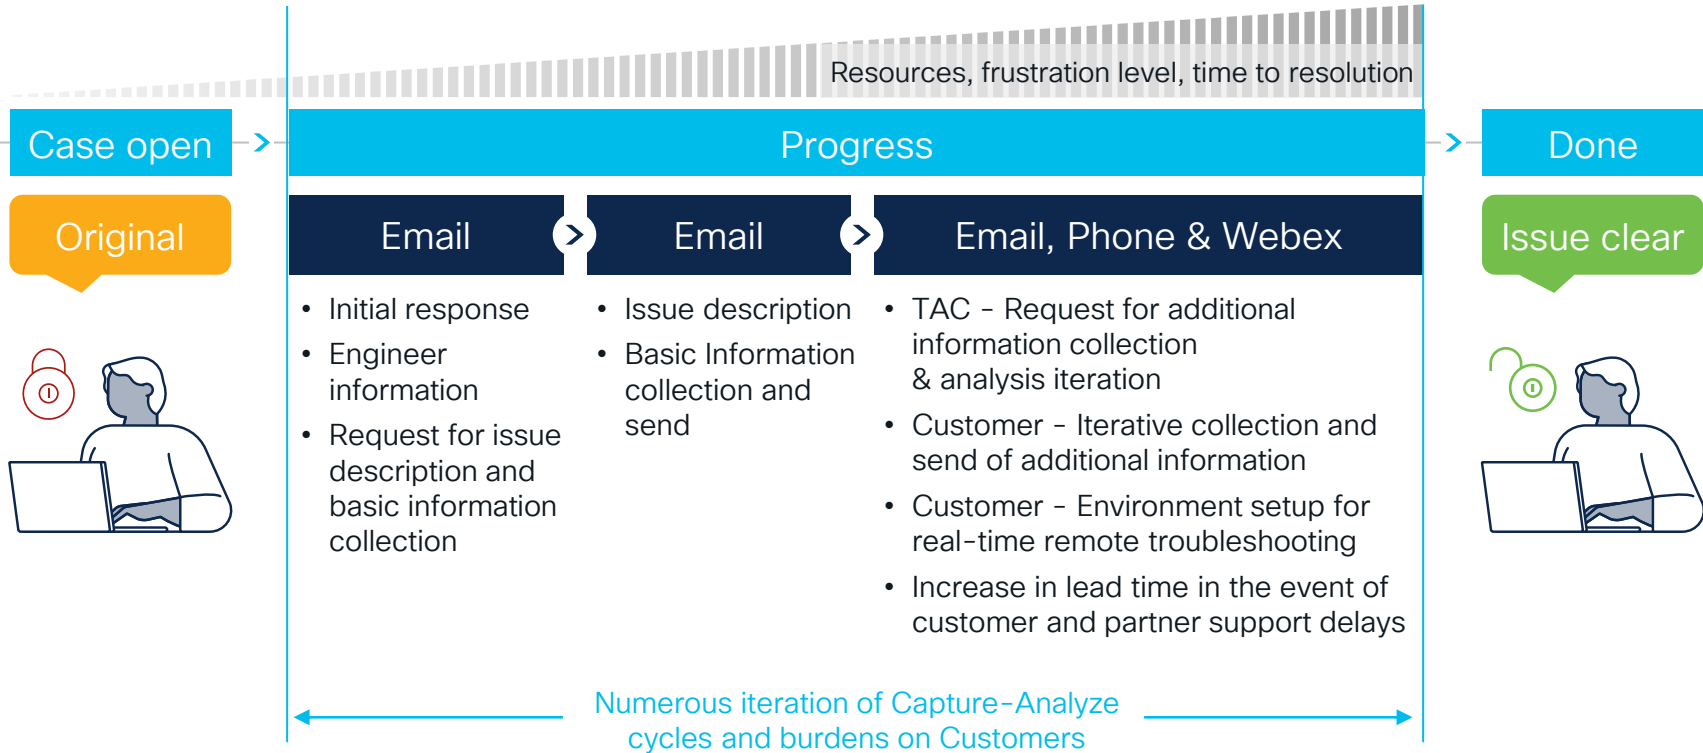 Resources, frustration level, time to resolution
Case open
Progress
Done
Original
Email
Email
Email, Phone & Webex
Issue clear
• Initial response
• Engineer
information
• Request for issue
description and
basic information
collection
• Issue description
• Basic Information
collection and
send
• TAC - Request for additional
information collection
& analysis iteration
• Customer - Iterative collection and
send of additional information
• Customer - Environment setup for
real-time remote troubleshooting
• Increase in lead time in the event of
customer and partner support delays
Numerous iteration of Capture-Analyze
cycles and burdens on Customers